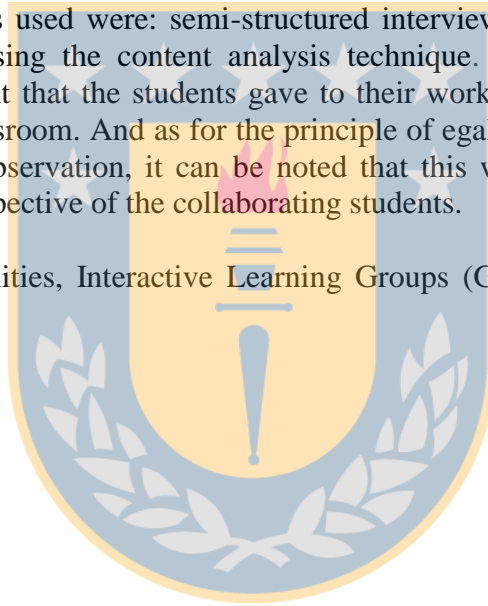 s used were: semi-structured interview
sing the content analysis technique.
t that the students gave to their work
sroom. And as for the principle of egal
bservation, it can be noted that this w
pective of the collaborating students.
lities, Interactive Learning Groups (C